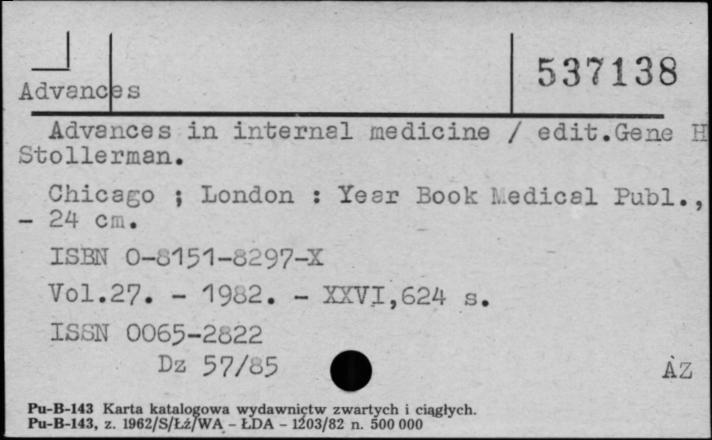 537138
Advances
Advances in internal medicine / edit.Gene H
Stollerman.
Chicago ; London : Year Book Medical Publ.,
- 24 cm.
ISBN 0-8151-8297-X
Vol.27. - 1982. - XXVI,624 s.
ISSN 0065-2822
Dz 57/85
AZ
Pu-B-143 Karta katalogowa wydawnictw zwartych i ciągłych.
Pu-B-143, z. 1962/S/Łż/WA - ŁDA - 1203/82 n. 500 000